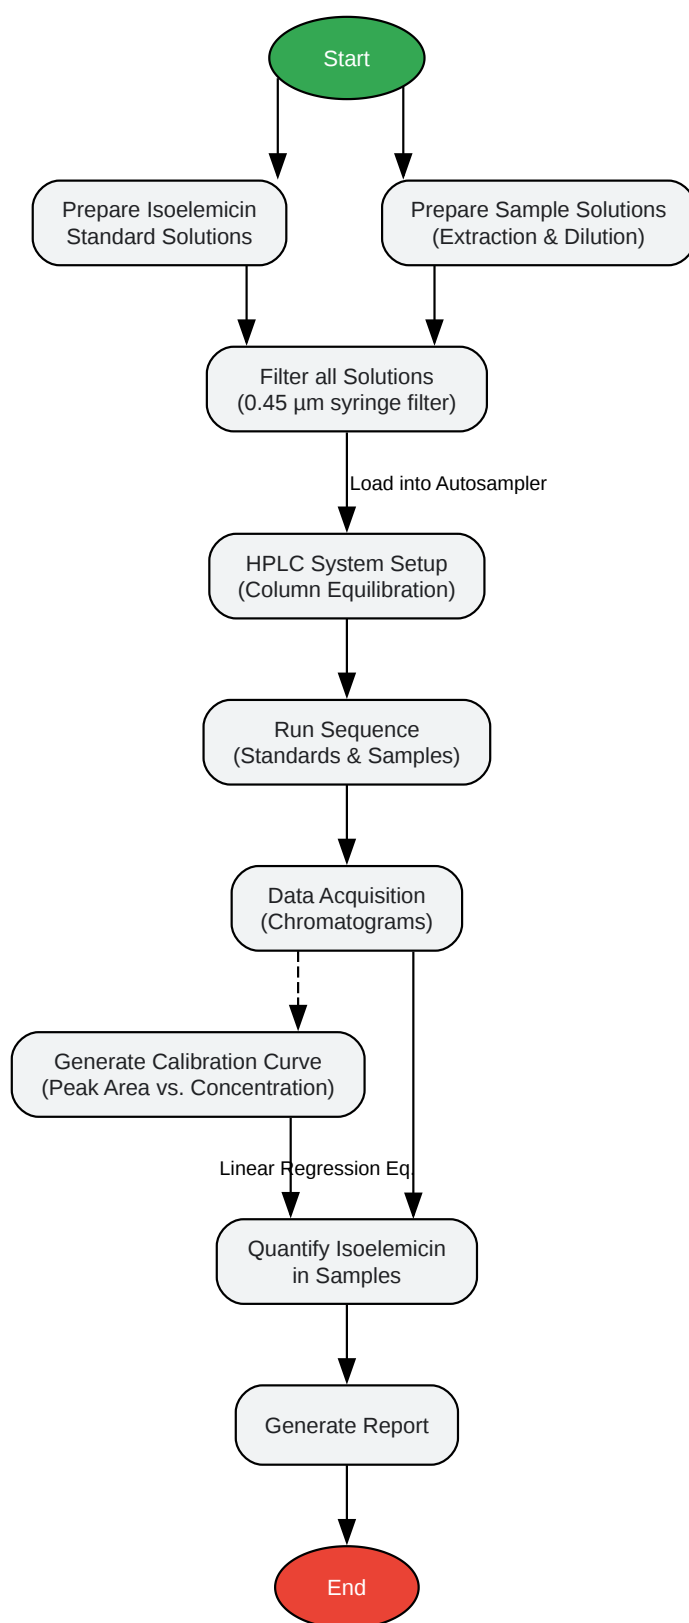 Start
Prepare Isoelemicin
Standard Solutions
Prepare Sample Solutions
(Extraction & Dilution)
Filter all Solutions
(0.45 µm syringe filter)
Load into Autosampler
HPLC System Setup
(Column Equilibration)
Run Sequence
(Standards & Samples)
Data Acquisition
(Chromatograms)
Generate Calibration Curve
(Peak Area vs. Concentration)
Linear Regression Eq.
Quantify Isoelemicin
in Samples
Generate Report
End